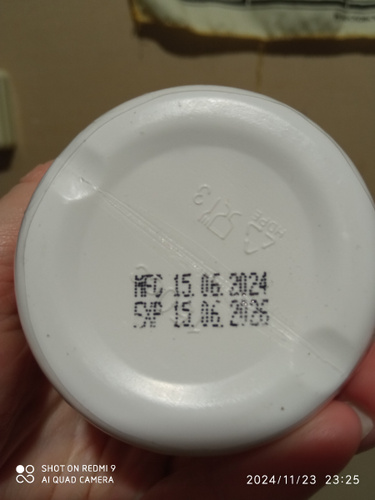 MFG 15.06.2024
EXP 15.06.2026
SHOT ON REDMI 9
AI QUAD CAMERA
2024/11/23 23:25